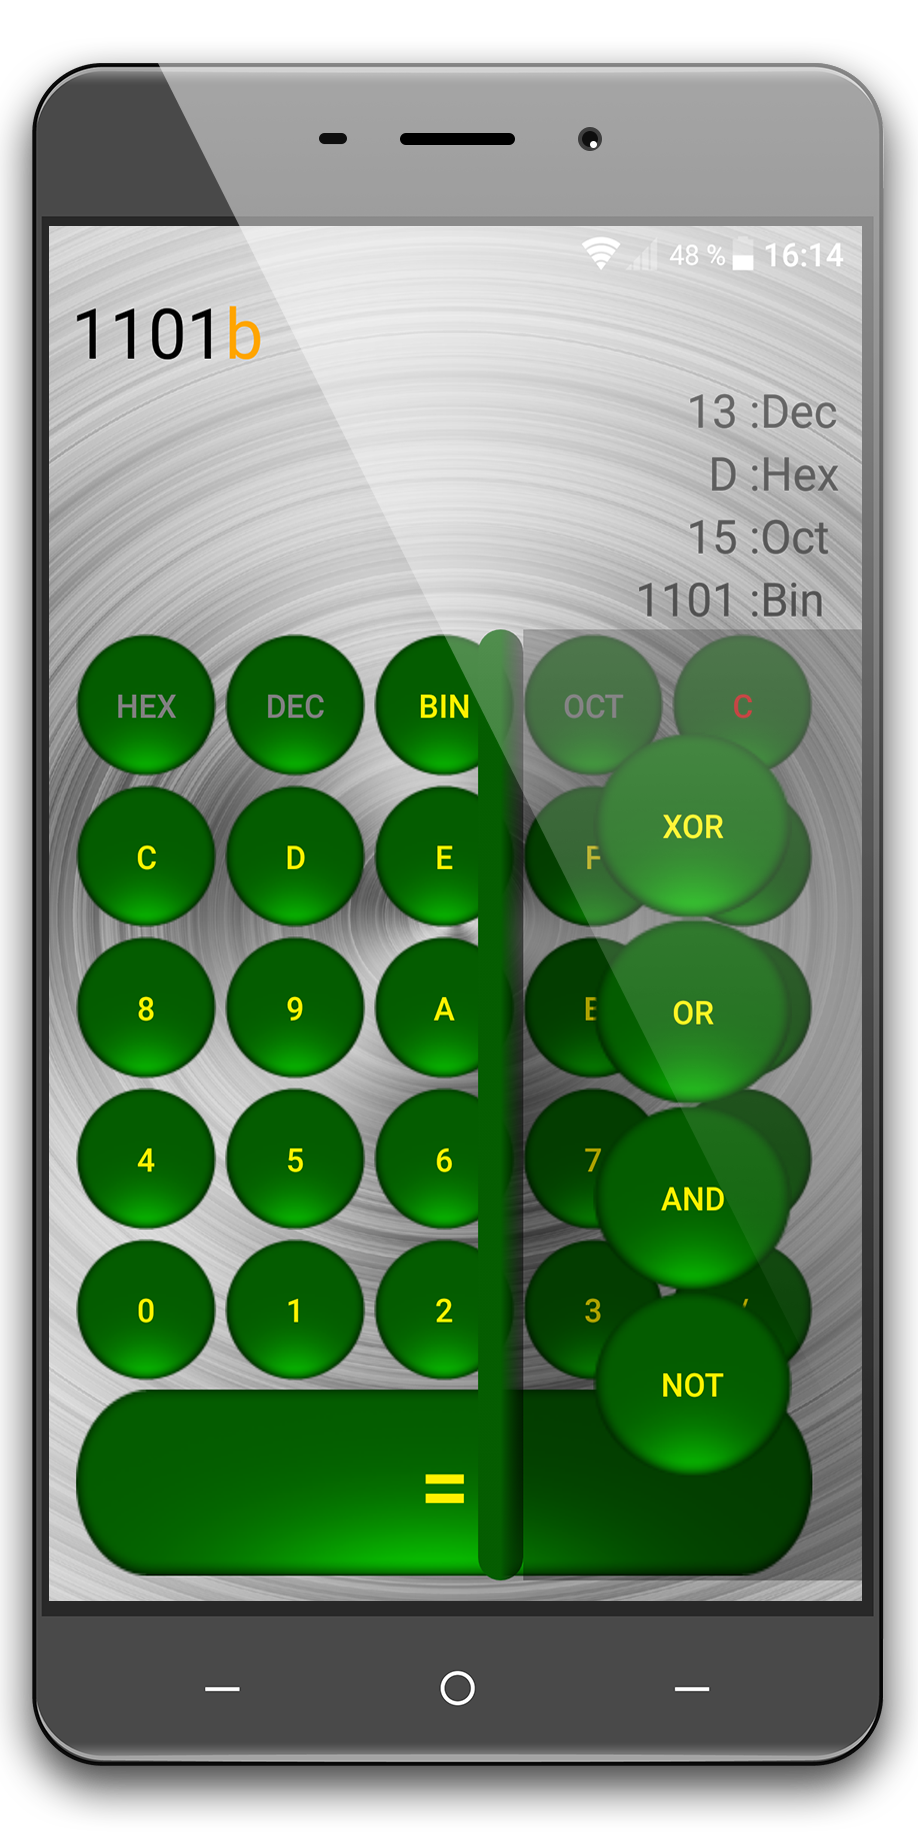 48 % 16:14
1101b
13 :Dec
D :Hex
15 :Oct
1101 :Bin
HEX DEC BIN OCT C
XOR
C D E F
OR
8 9 A
AND
4 5 6 7
0 1 2 3
NOT
=